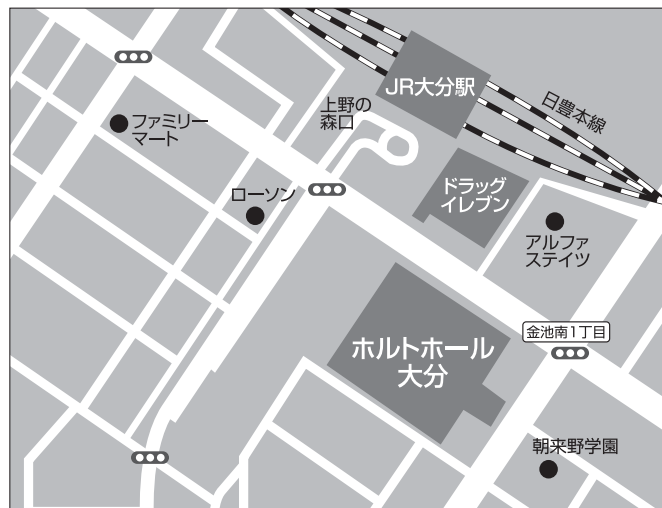 JR大分駅
日豊本線
上野の
森口
ファミリー
マート
ローソン
ドラッグ
イレブン
アルファ
ステイツ
金池南1丁目
ホルトホール
大分
朝来野学園